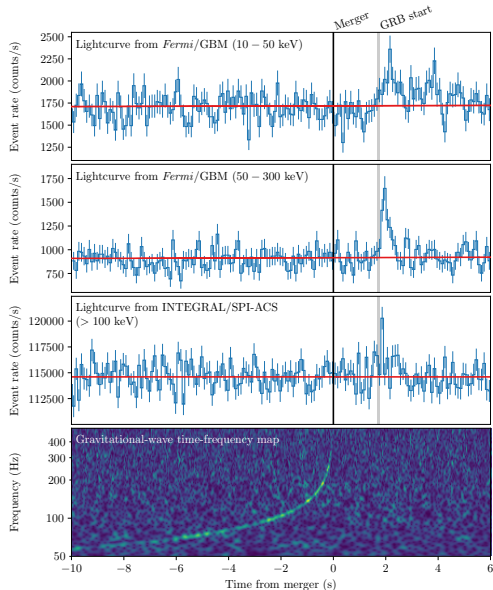 Merger
GRB start
Lightcurve from Fermi/GBM (10 − 50 keV)
2500
2250
2000
1750
1500
1250
Event rate (counts/s)
Lightcurve from Fermi/GBM (50 − 300 keV)
1750
1500
1250
1000
750
Event rate (counts/s)
Lightcurve from INTEGRAL/SPI-ACS
(> 100 keV)
120000
117500
115000
112500
Event rate (counts/s)
Gravitational-wave time-frequency map
400
300
200
100
50
Frequency (Hz)
−10 −8 −6 −4 −2 0 2 4 6
Time from merger (s)